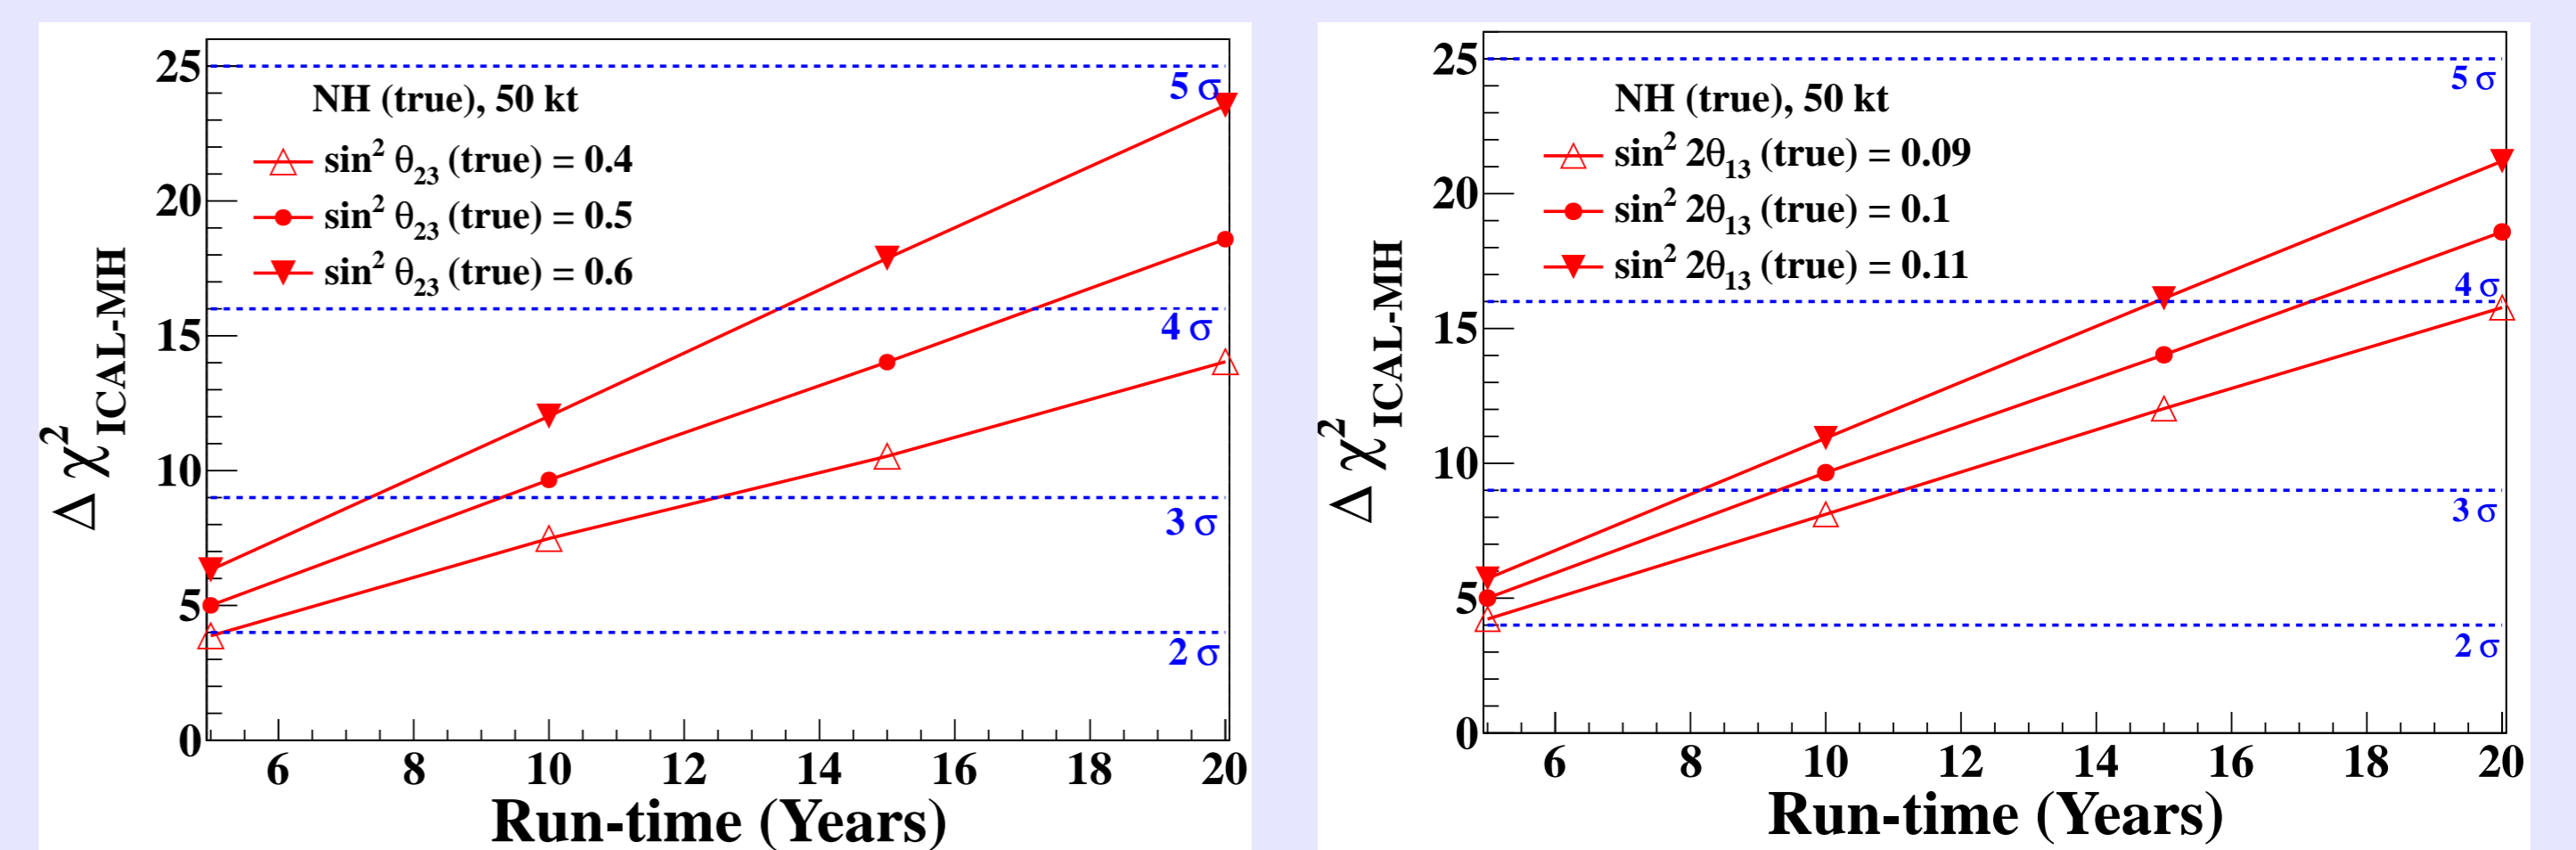 25
20
15
10
5
0
Δ χ²ICAL-MH
NH (true), 50 kt
sin² θ₂₃ (true) = 0.4
sin² θ₂₃ (true) = 0.5
sin² θ₂₃ (true) = 0.6
5 σ
4 σ
3 σ
2 σ
6 8 10 12 14 16 18 20
Run-time (Years)
25
20
15
10
5
0
Δ χ²ICAL-MH
NH (true), 50 kt
sin² 2θ₁₃ (true) = 0.09
sin² 2θ₁₃ (true) = 0.1
sin² 2θ₁₃ (true) = 0.11
5 σ
4 σ
3 σ
2 σ
6 8 10 12 14 16 18 20
Run-time (Years)